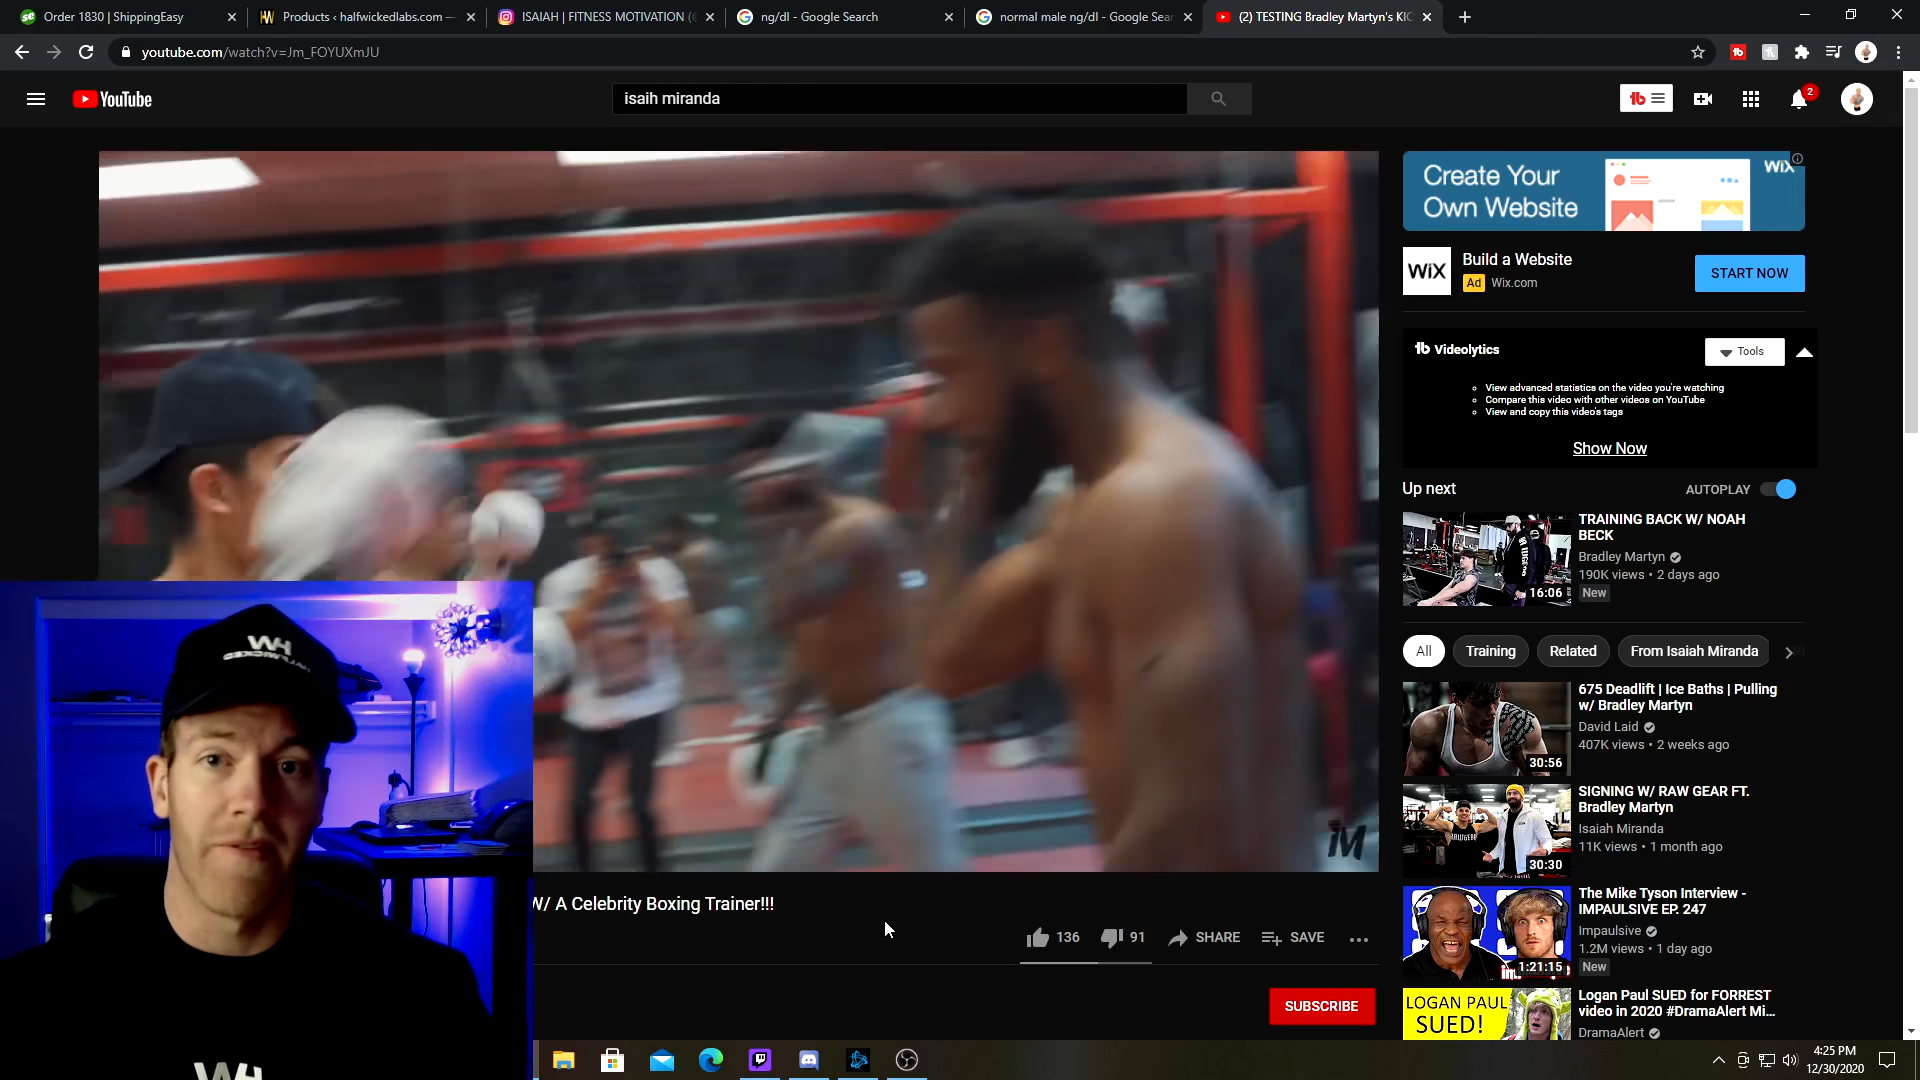 Order 1830 | ShippingEasy
Products ‹ halfwickedlabs.com —
ISAIAH | FITNESS MOTIVATION (
ng/dl - Google Search
normal male ng/dl - Google Sear
(2) TESTING Bradley Martyn's KIC
youtube.com/watch?v=Jm_FOYUXmJU
YouTube
isaih miranda
2
Create Your
Own Website
WiX
WiX
Build a Website
Ad Wix.com
START NOW
Videolytics
Tools
View advanced statistics on the video you're watching
Compare this video with other videos on YouTube
View and copy this video's tags
Show Now
Up next
AUTOPLAY
TRAINING BACK W/ NOAH
BECK
Bradley Martyn
190K views • 2 days ago
New
16:06
All
Training
Related
From Isaiah Miranda
675 Deadlift | Ice Baths | Pulling
w/ Bradley Martyn
David Laid
407K views • 2 weeks ago
30:56
SIGNING W/ RAW GEAR FT.
Bradley Martyn
Isaiah Miranda
11K views • 1 month ago
30:30
The Mike Tyson Interview -
IMPAULSIVE EP. 247
Impaulsive
1.2M views • 1 day ago
New
1:21:15
Logan Paul SUED for FORREST
video in 2020 #DramaAlert Mi...
DramaAlert
LOGAN PAUL
SUED!
iM
WH
W/ A Celebrity Boxing Trainer!!!
136
91
SHARE
SAVE
SUBSCRIBE
WH
4:25 PM
12/30/2020